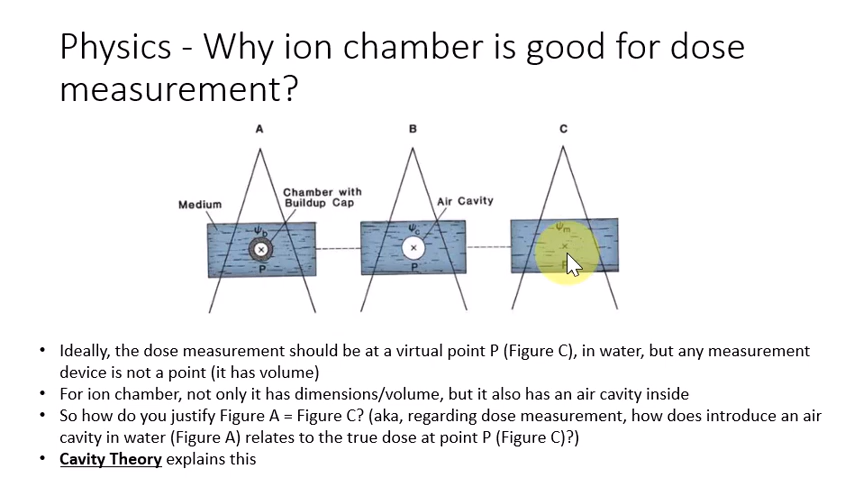 Physics - Why ion chamber is good for dose
measurement?
A
B
C
Medium
Chamber with
Buildup Cap
Air Cavity
Ψb
Ψc
Ψm
P
P
• Ideally, the dose measurement should be at a virtual point P (Figure C), in water, but any measurement
device is not a point (it has volume)
• For ion chamber, not only it has dimensions/volume, but it also has an air cavity inside
• So how do you justify Figure A = Figure C? (aka, regarding dose measurement, how does introduce an air
cavity in water (Figure A) relates to the true dose at point P (Figure C)?)
• Cavity Theory explains this